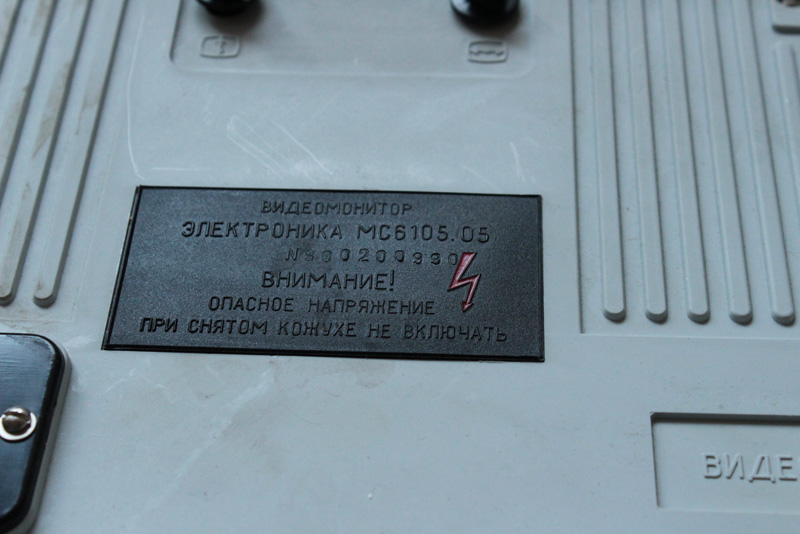 ВИДЕОМОНИТОР
ЭЛЕКТРОНИКА МС6105.05
ВНИМАНИЕ!
ОПАСНОЕ НАПРЯЖЕНИЕ
ПРИ СНЯТОМ КОЖУХЕ НЕ ВКЛЮЧАТЬ
ВИДЕ